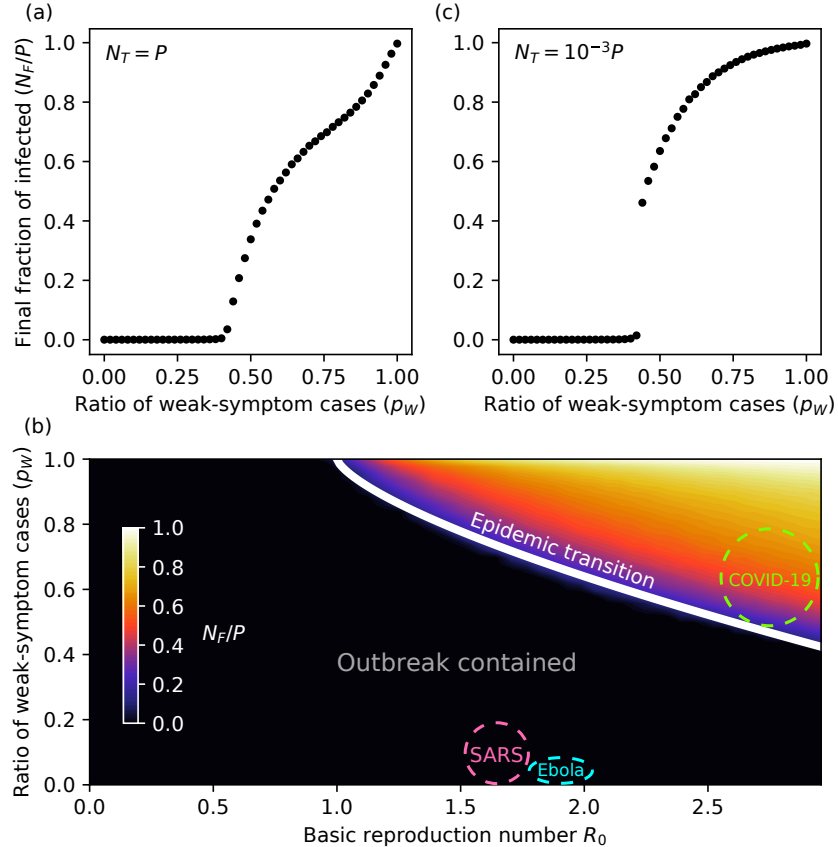 (a)
N_T = P
1.0
0.8
0.6
0.4
0.2
0.0
Final fraction of infected (N_F/P)
0.00 0.25 0.50 0.75 1.00
Ratio of weak-symptom cases (p_W)
(c)
N_T = 10^{-3}P
1.0
0.8
0.6
0.4
0.2
0.0
0.00 0.25 0.50 0.75 1.00
Ratio of weak-symptom cases (p_W)
(b)
Ratio of weak-symptom cases (p_W)
1.0
0.8
0.6
0.4
0.2
0.0
1.0
0.8
0.6
0.4
0.2
0.0
N_F/P
Epidemic transition
COVID-19
Outbreak contained
SARS
Ebola
0.0 0.5 1.0 1.5 2.0 2.5
Basic reproduction number R_0